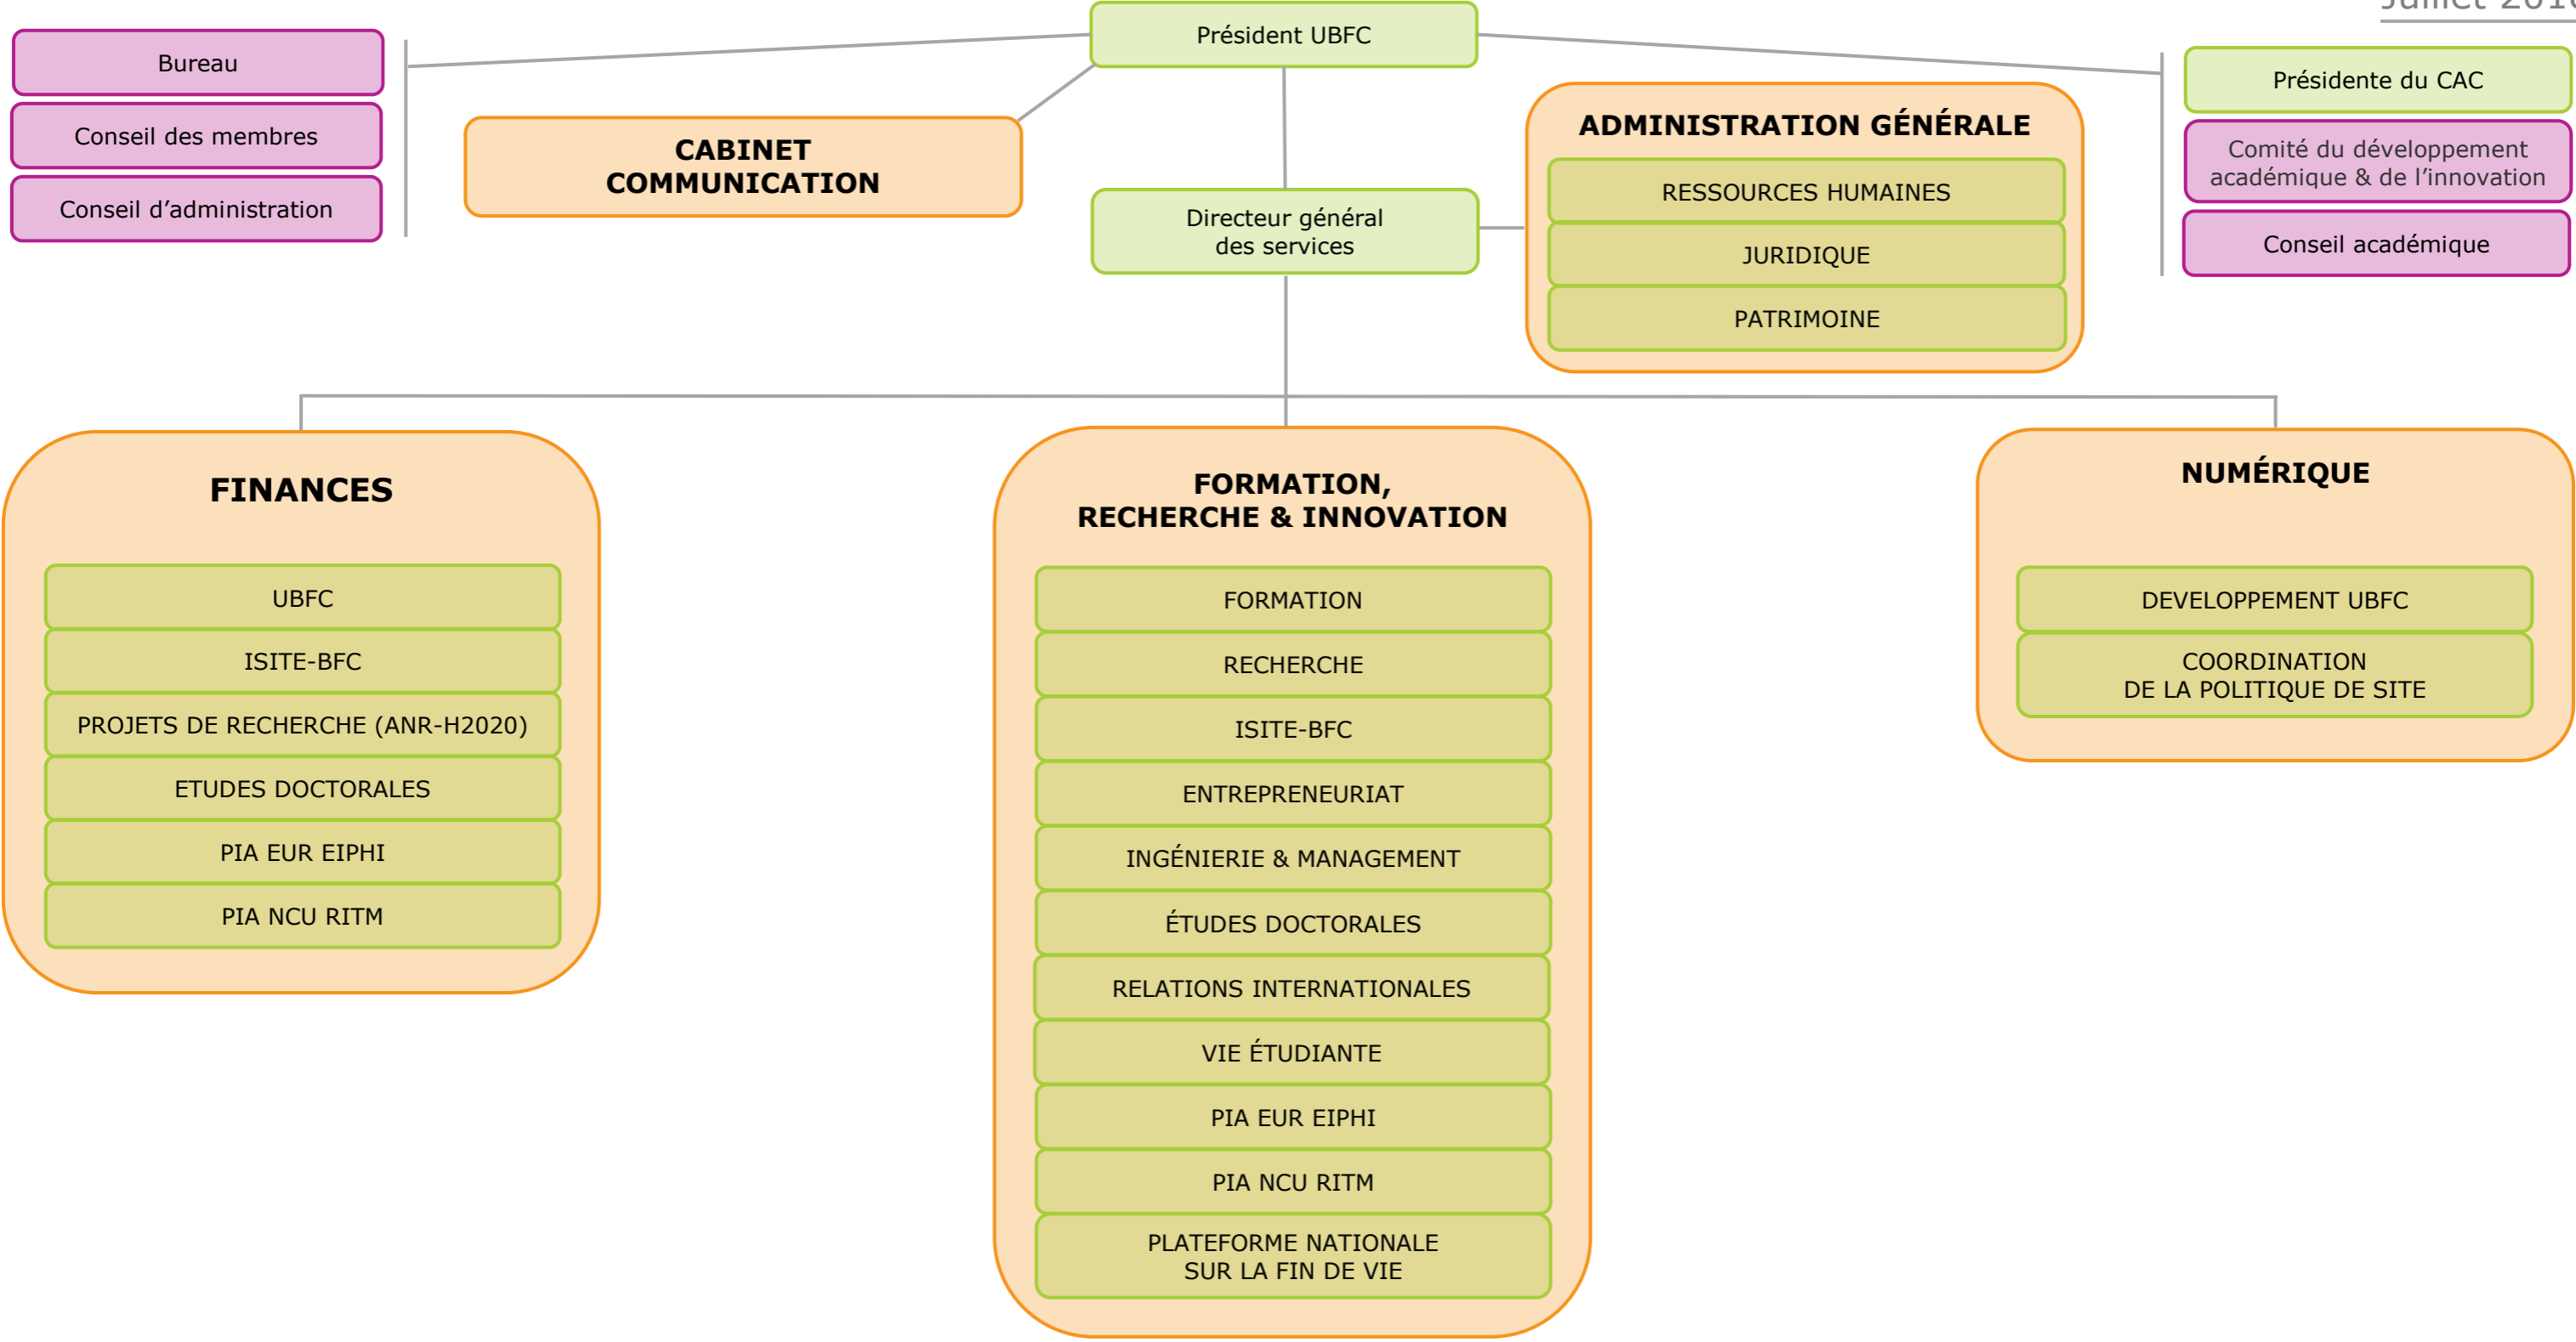 Président UBFC
Bureau
Conseil des membres
Conseil d’administration
CABINET
COMMUNICATION
Directeur général
des services
ADMINISTRATION GÉNÉRALE
RESSOURCES HUMAINES
JURIDIQUE
PATRIMOINE
Présidente du CAC
Comité du développement
académique & de l’innovation
Conseil académique
FINANCES
UBFC
ISITE-BFC
PROJETS DE RECHERCHE (ANR-H2020)
ETUDES DOCTORALES
PIA EUR EIPHI
PIA NCU RITM
FORMATION,
RECHERCHE & INNOVATION
FORMATION
RECHERCHE
ISITE-BFC
ENTREPRENEURIAT
INGÉNIERIE & MANAGEMENT
ÉTUDES DOCTORALES
RELATIONS INTERNATIONALES
VIE ÉTUDIANTE
PIA EUR EIPHI
PIA NCU RITM
PLATEFORME NATIONALE
SUR LA FIN DE VIE
NUMÉRIQUE
DEVELOPPEMENT UBFC
COORDINATION
DE LA POLITIQUE DE SITE